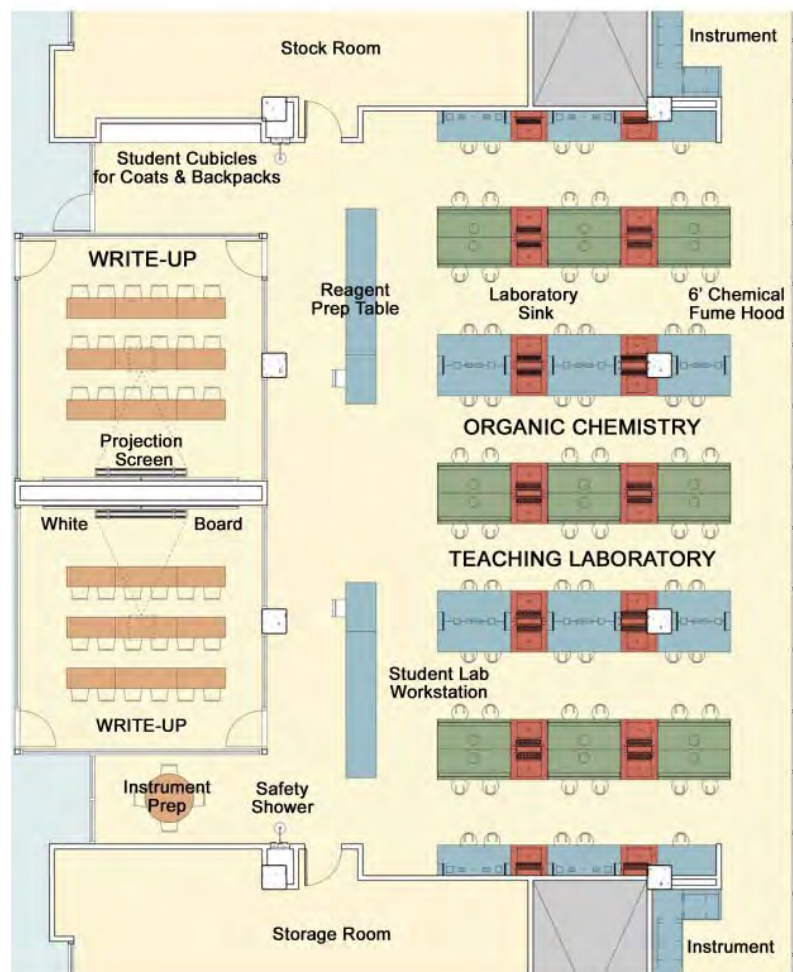 Stock Room
Instrument
Student Cubicles
for Coats & Backpacks
WRITE-UP
Reagent
Prep Table
Laboratory
Sink
6' Chemical
Fume Hood
ORGANIC CHEMISTRY
Projection
Screen
White
Board
TEACHING LABORATORY
Student Lab
Workstation
WRITE-UP
Instrument
Prep
Safety
Shower
Storage Room
Instrument